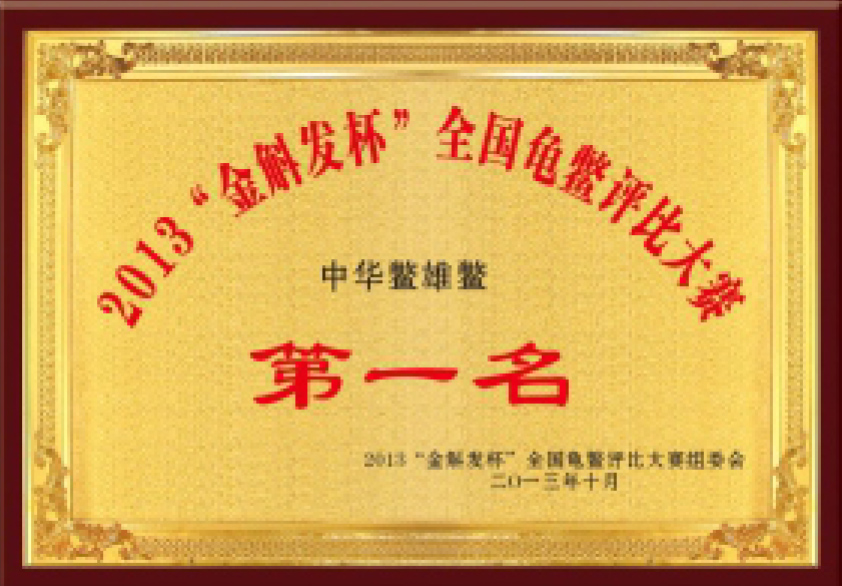 2013“金斛发杯”全国龟鳖评比大赛
中华鳖雄鳖
第一名
2013“金斛发杯”全国龟鳖评比大赛组委会
二〇一三年十月